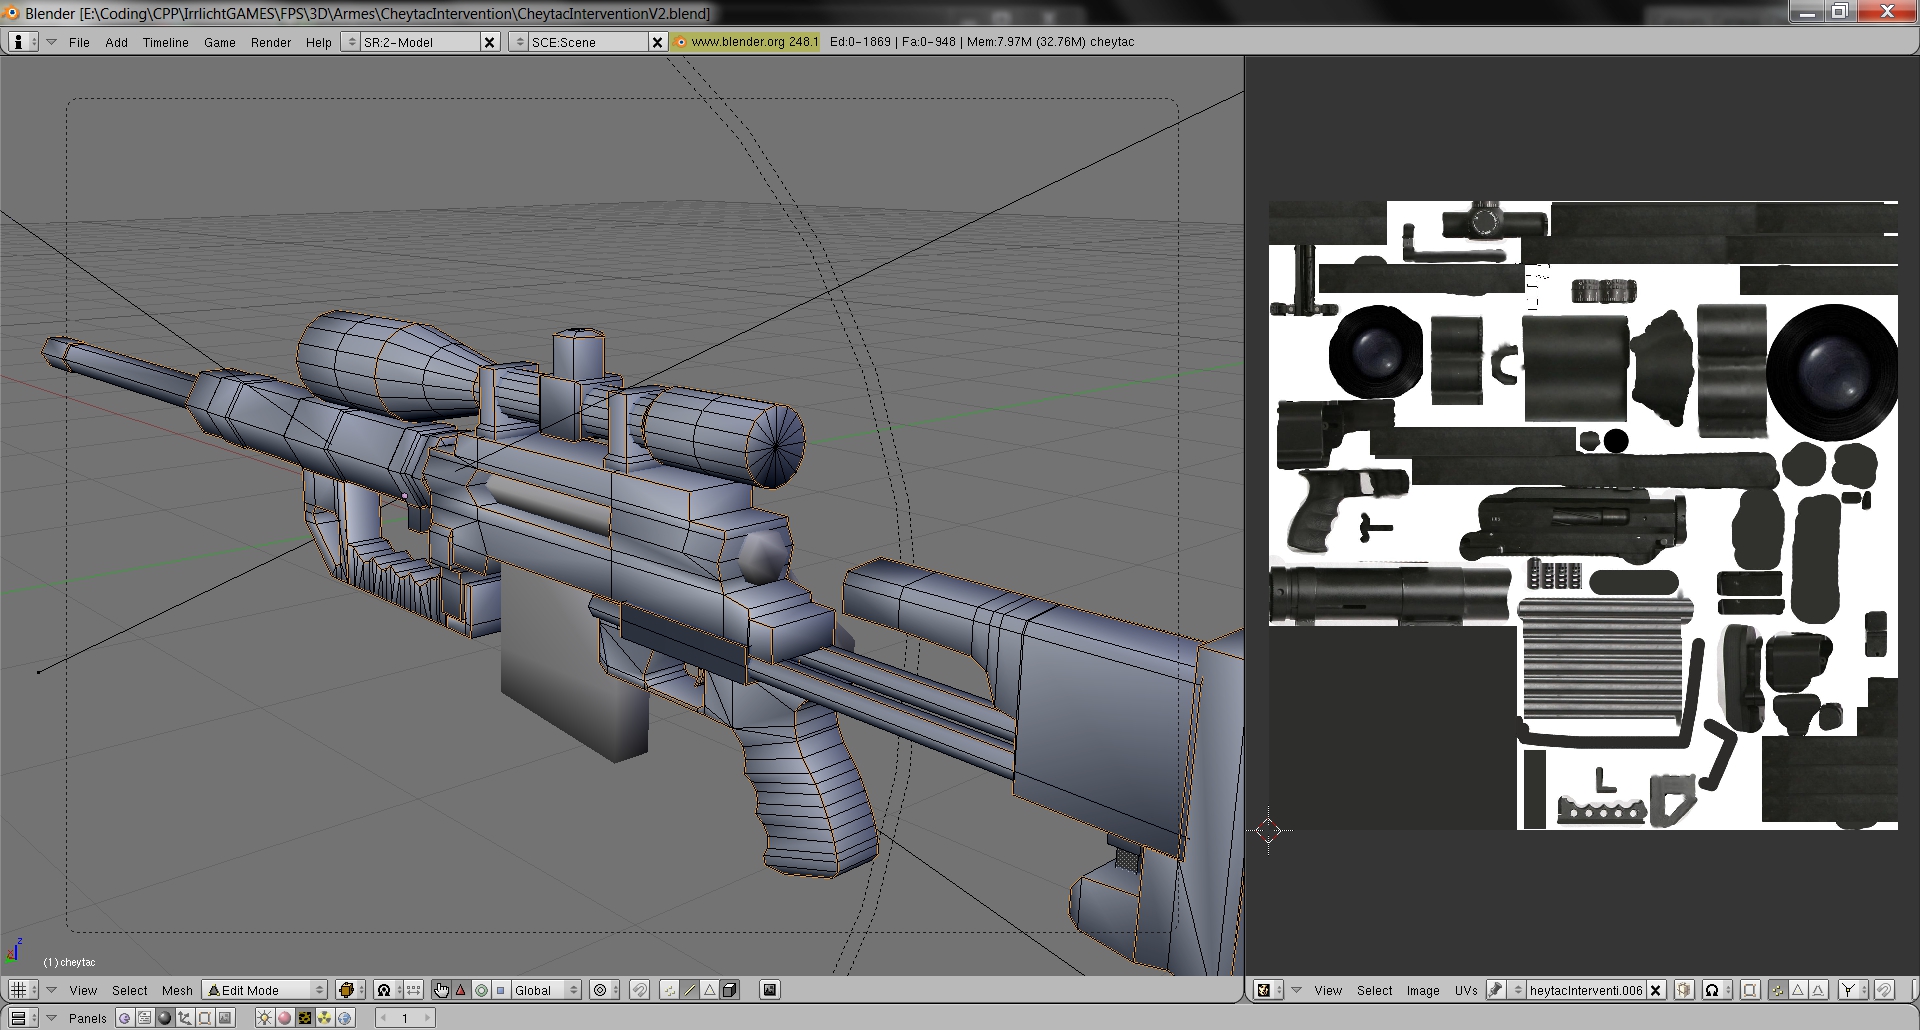 Blender [E:\Coding\CPP\IrrlichtGAMES\FPS\3D\Armes\CheytacIntervention\CheytacInterventionV2.blend]
File Add Timeline Game Render Help SR:2-Model SCE:Scene www.blender.org 248.1 Ed:0-1869 | Fa:0-948 | Mem:7.97M (32.76M) cheytac
z
(1) cheytac
View Select Mesh Edit Mode Global View Select Image UVs heytacInterventi.006
Panels 1